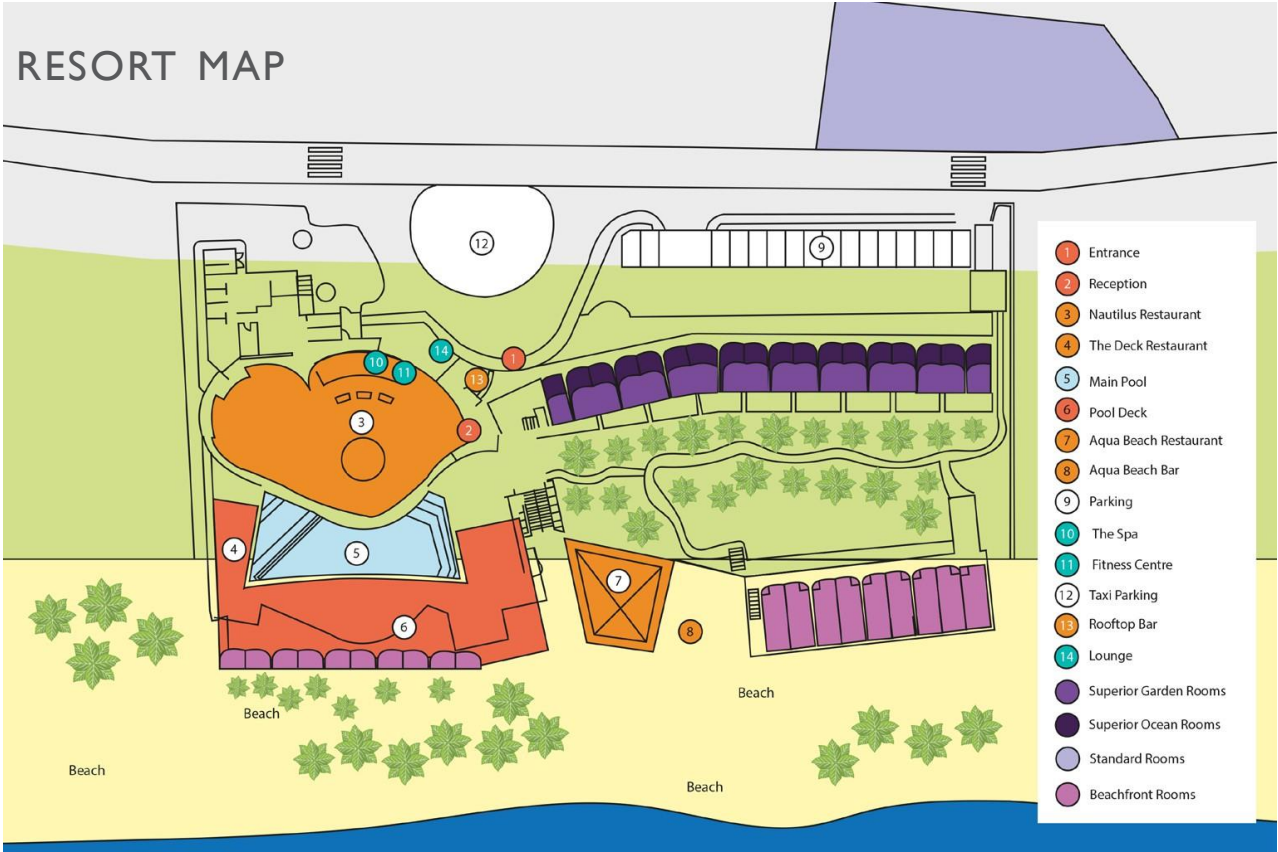 RESORT MAP
12
9
14
1
10
11
13
3
2
4
5
7
6
8
Beach
Beach
Beach
Beach
1 Entrance
2 Reception
3 Nautilus Restaurant
4 The Deck Restaurant
5 Main Pool
6 Pool Deck
7 Aqua Beach Restaurant
8 Aqua Beach Bar
9 Parking
10 The Spa
11 Fitness Centre
12 Taxi Parking
13 Rooftop Bar
14 Lounge
Superior Garden Rooms
Superior Ocean Rooms
Standard Rooms
Beachfront Rooms